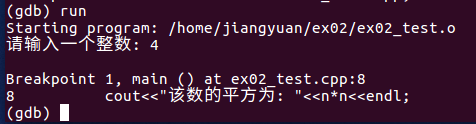 (gdb) run
Starting program: /home/jiangyuan/ex02/ex02_test.o
请输入一个整数: 4
Breakpoint 1, main () at ex02_test.cpp:8
8 cout<<"该数的平方为: "<<n*n<<endl;
(gdb)